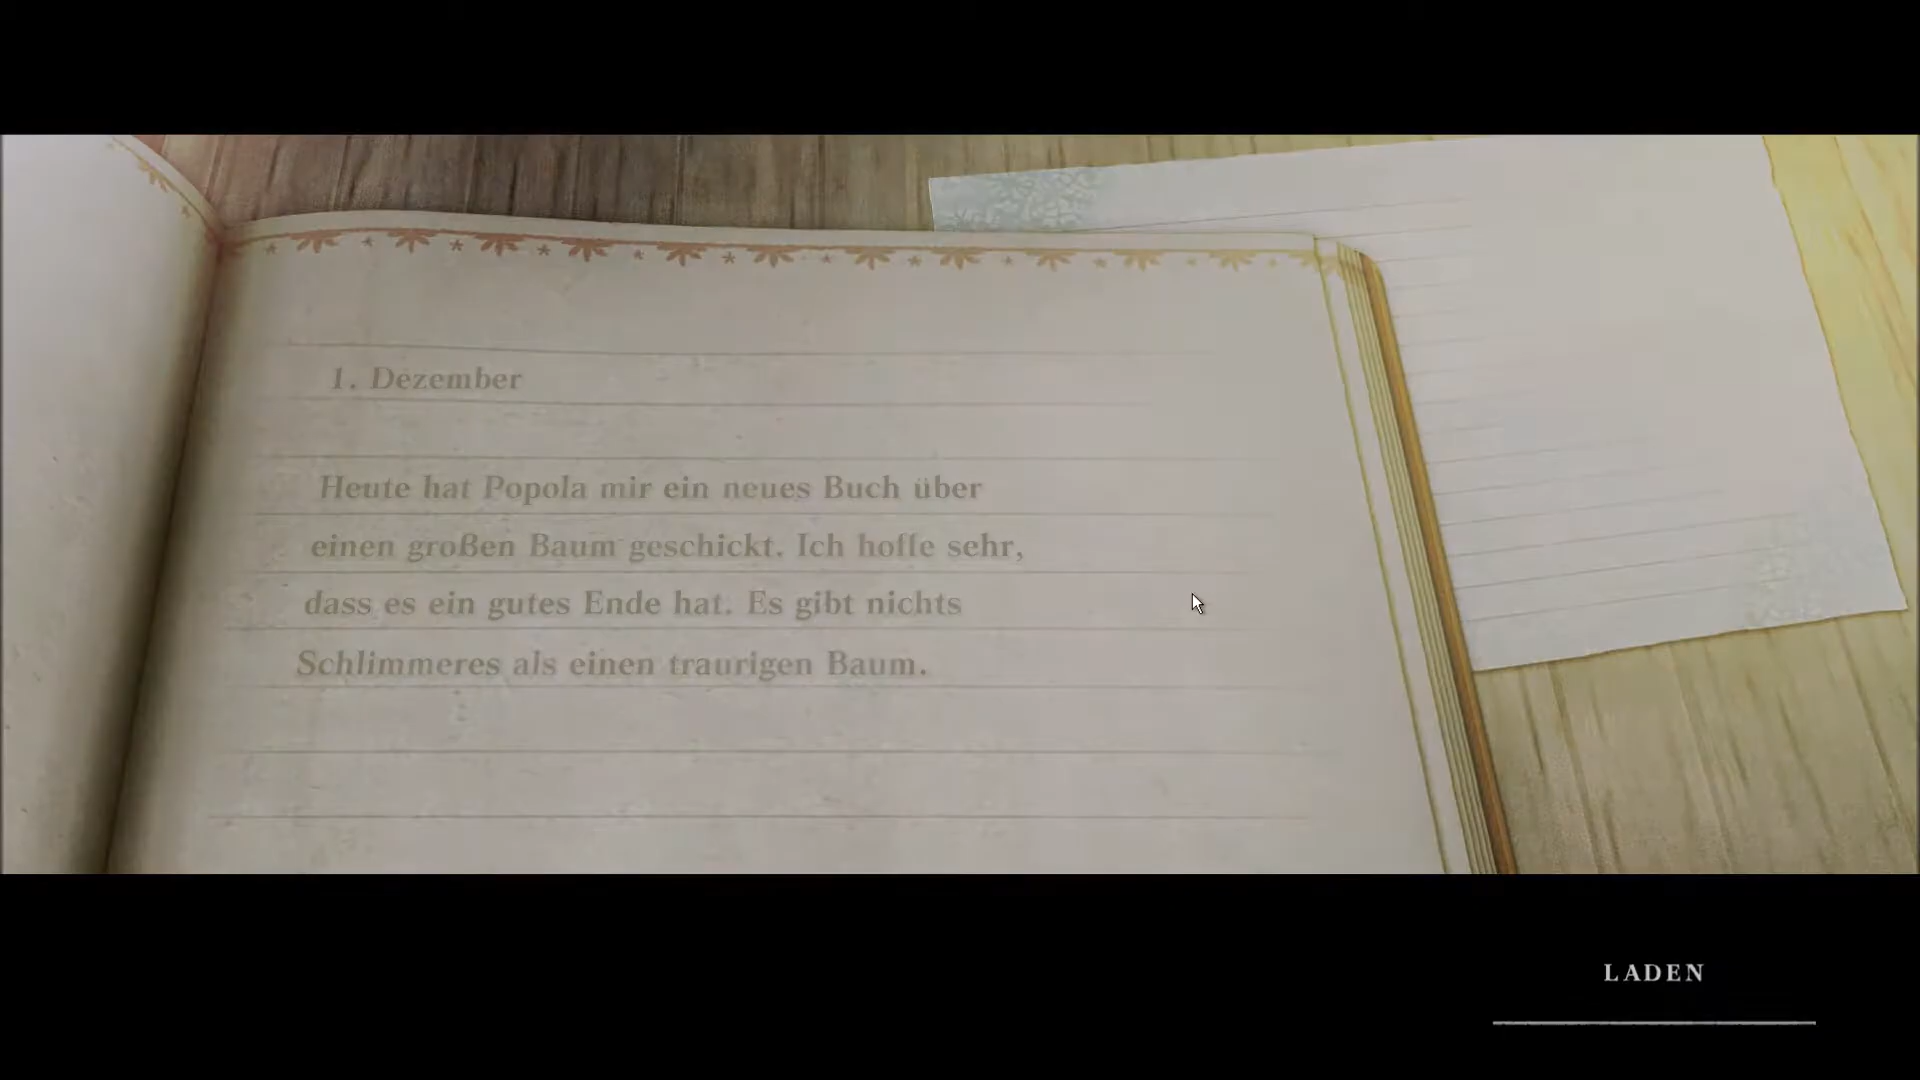 1. Dezember
Heute hat Popola mir ein neues Buch über
einen großen Baum geschickt. Ich hoffe sehr,
dass es ein gutes Ende hat. Es gibt nichts
Schlimmeres als einen traurigen Baum.
LADEN